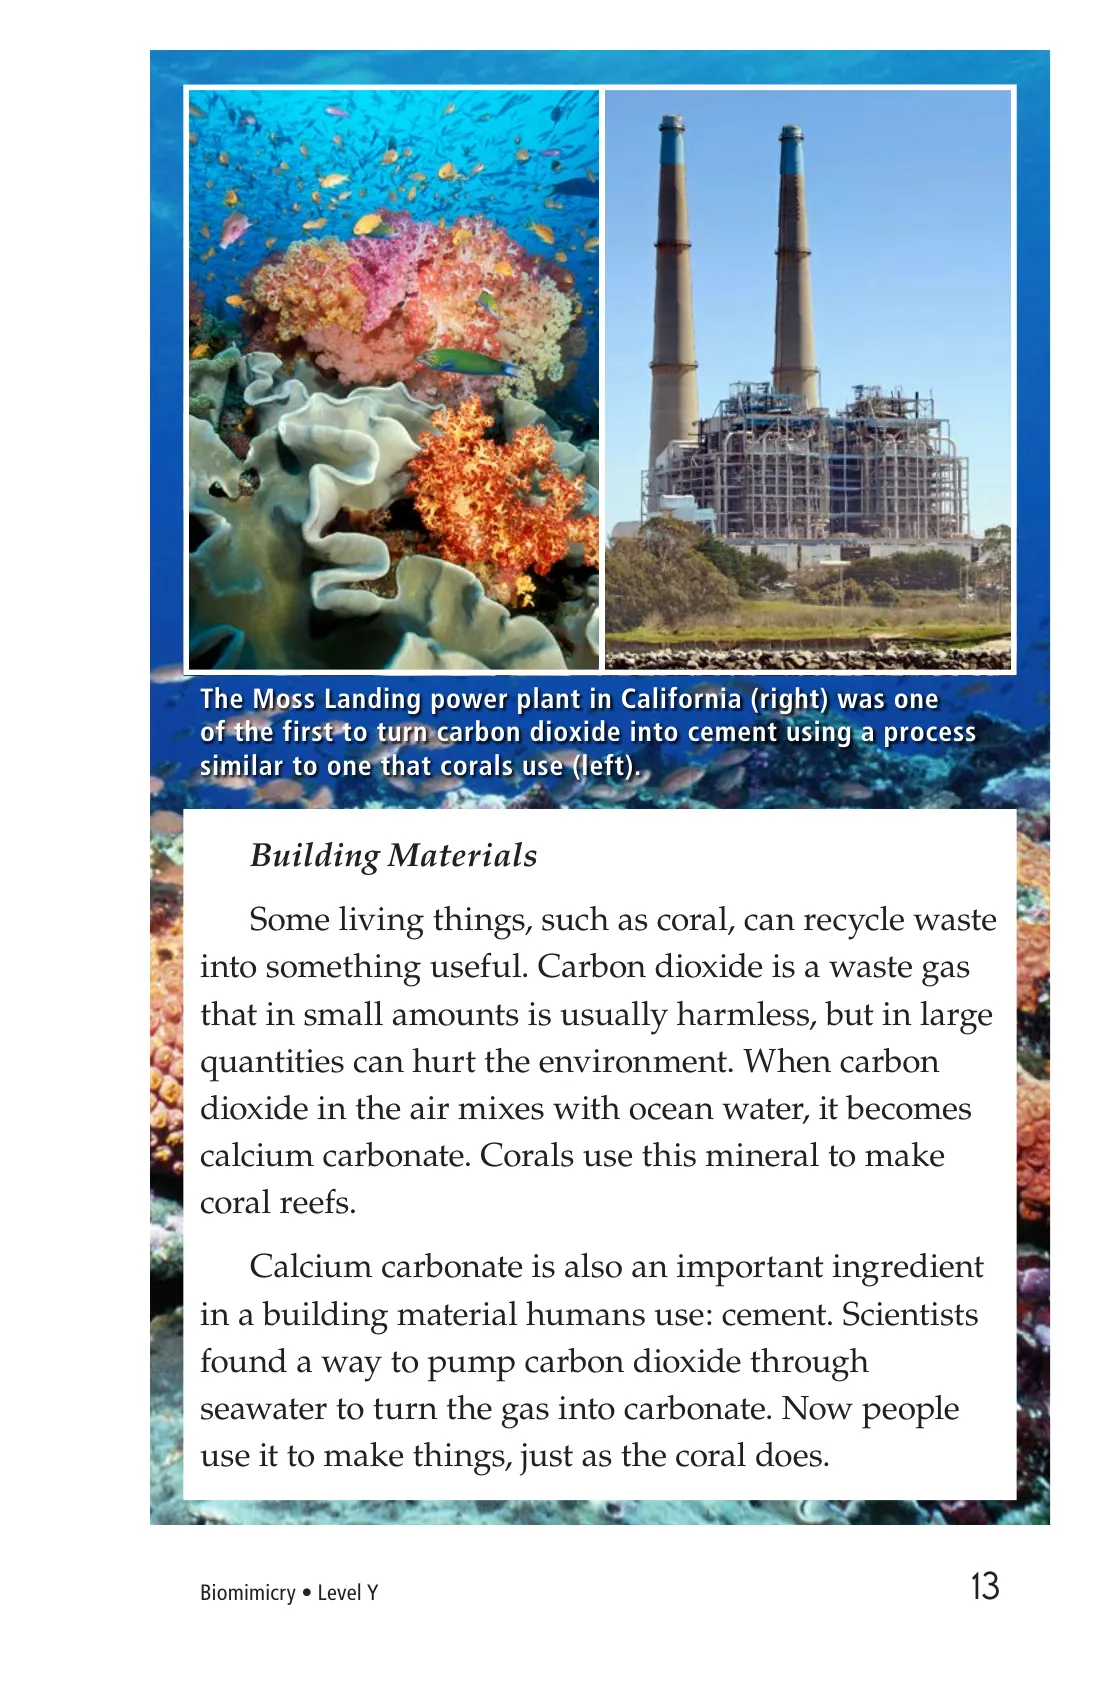 The Moss Landing power plant in California (right) was one
of the first to turn carbon dioxide into cement using a process
similar to one that corals use (left).
Building Materials
Some living things, such as coral, can recycle waste
into something useful. Carbon dioxide is a waste gas
that in small amounts is usually harmless, but in large
quantities can hurt the environment. When carbon
dioxide in the air mixes with ocean water, it becomes
calcium carbonate. Corals use this mineral to make
coral reefs.
Calcium carbonate is also an important ingredient
in a building material humans use: cement. Scientists
found a way to pump carbon dioxide through
seawater to turn the gas into carbonate. Now people
use it to make things, just as the coral does.
Biomimicry • Level Y
13